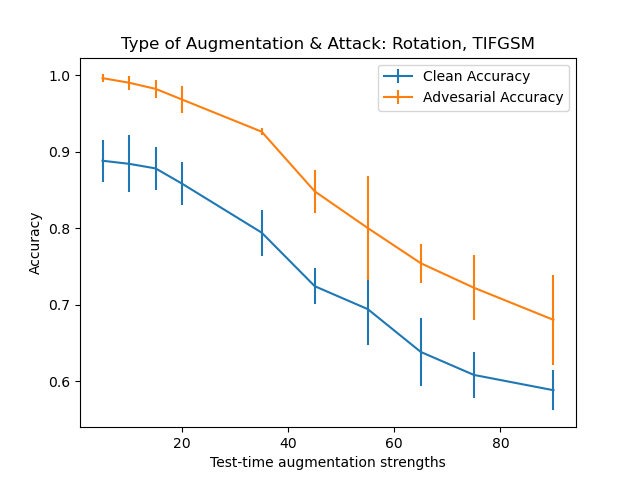 Type of Augmentation & Attack: Rotation, TIFGSM
Clean Accuracy
Advesarial Accuracy
1.0
0.9
0.8
0.7
0.6
Accuracy
20 40 60 80
Test-time augmentation strengths